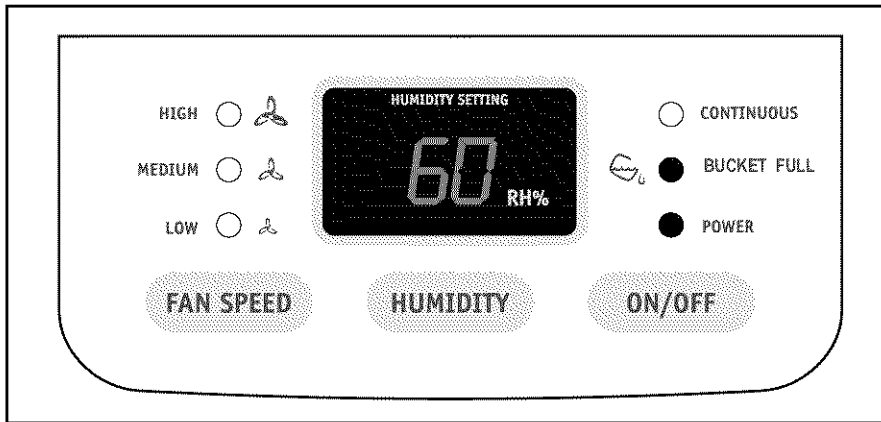 HUMIDITY SETTING
HIGH
CONTINUOUS
60
MEDIUM
BUCKET FULL
RH%
LOW
POWER
FAN SPEED
HUMIDITY
ON/OFF